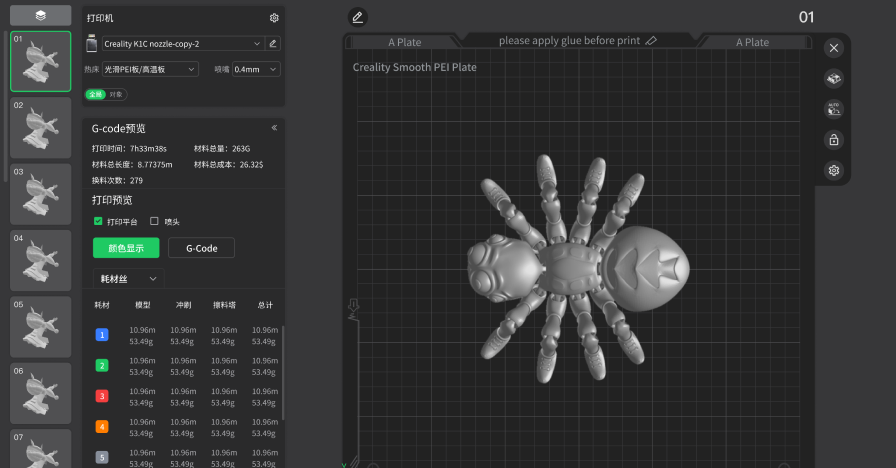 01
02
03
04
05
06
07
打印机
Creality K1C nozzle-copy-2
热床 光滑PEI板/高温板 喷嘴 0.4mm
全局 对象
G-code预览
打印时间：7h33m38s 材料总量：263G
材料总长度：8.77375m 材料总成本：26.32$
换料次数：279
打印预览
打印平台 喷头
颜色显示 G-Code
耗材丝
耗材 模型 冲刷 擦料塔 总计
1 10.96m 10.96m 10.96m 10.96m
53.49g 53.49g 53.49g 53.49g
2 10.96m 10.96m 10.96m 10.96m
53.49g 53.49g 53.49g 53.49g
3 10.96m 10.96m 10.96m 10.96m
53.49g 53.49g 53.49g 53.49g
4 10.96m 10.96m 10.96m 10.96m
53.49g 53.49g 53.49g 53.49g
5 10.96m 10.96m 10.96m 10.96m
53.49g 53.49g 53.49g 53.49g
01
A Plate please apply glue before print A Plate
Creality Smooth PEI Plate
AUTO
Y